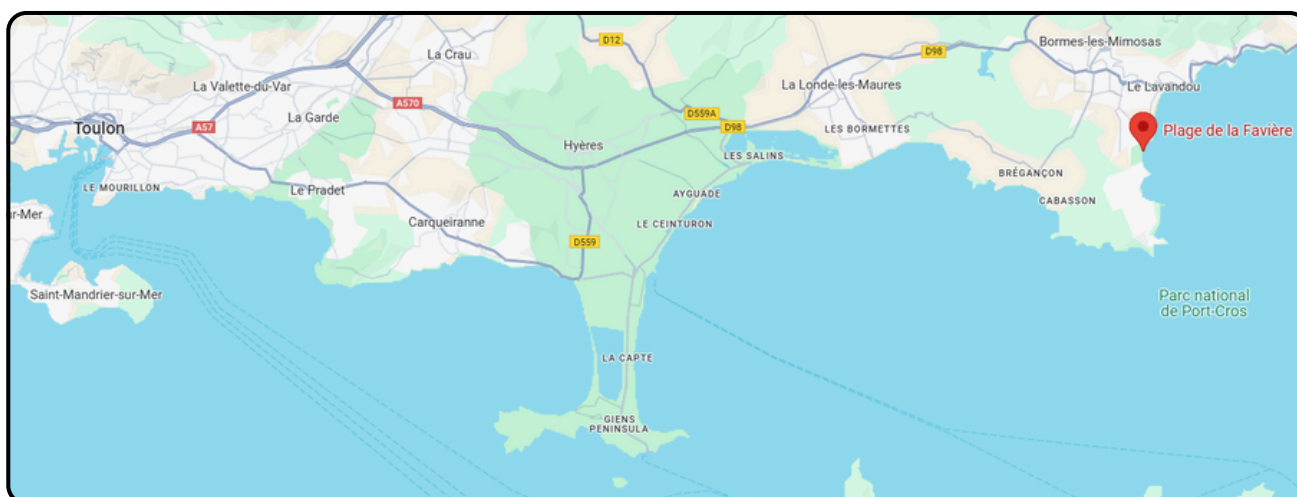 D12
La Crau
D98
Bormes-les-Mimosas
La Valette-du-Var
La Londe-les-Maures
Le Lavandou
A570
La Garde
D559A
Toulon
A57
D98
LES BORMETTES
Plage de la Favière
Hyères
LES SALINS
BRÉGANÇON
LE MOURILLON
Le Pradet
AYGUADE
CABASSON
r-Mer
Carqueiranne
LE CEINTURON
D559
Saint-Mandrier-sur-Mer
Parc national
de Port-Cros
LA CAPTE
GIENS
PENINSULA